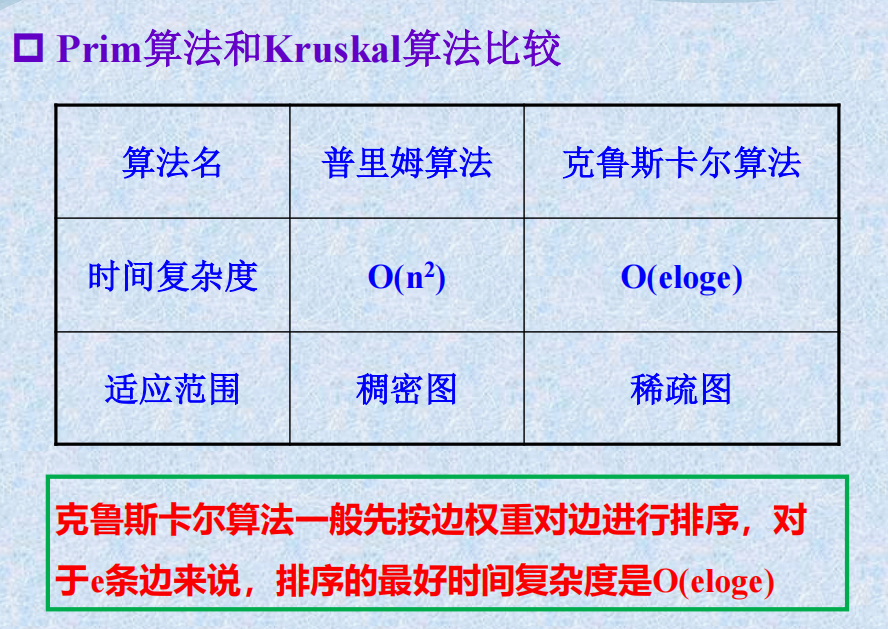 Prim算法和Kruskal算法比较
算法名 普里姆算法 克鲁斯卡尔算法
时间复杂度 O(n²) O(eloge)
适应范围 稠密图 稀疏图
克鲁斯卡尔算法一般先按边权重对边进行排序，对
于e条边来说，排序的最好时间复杂度是O(eloge)